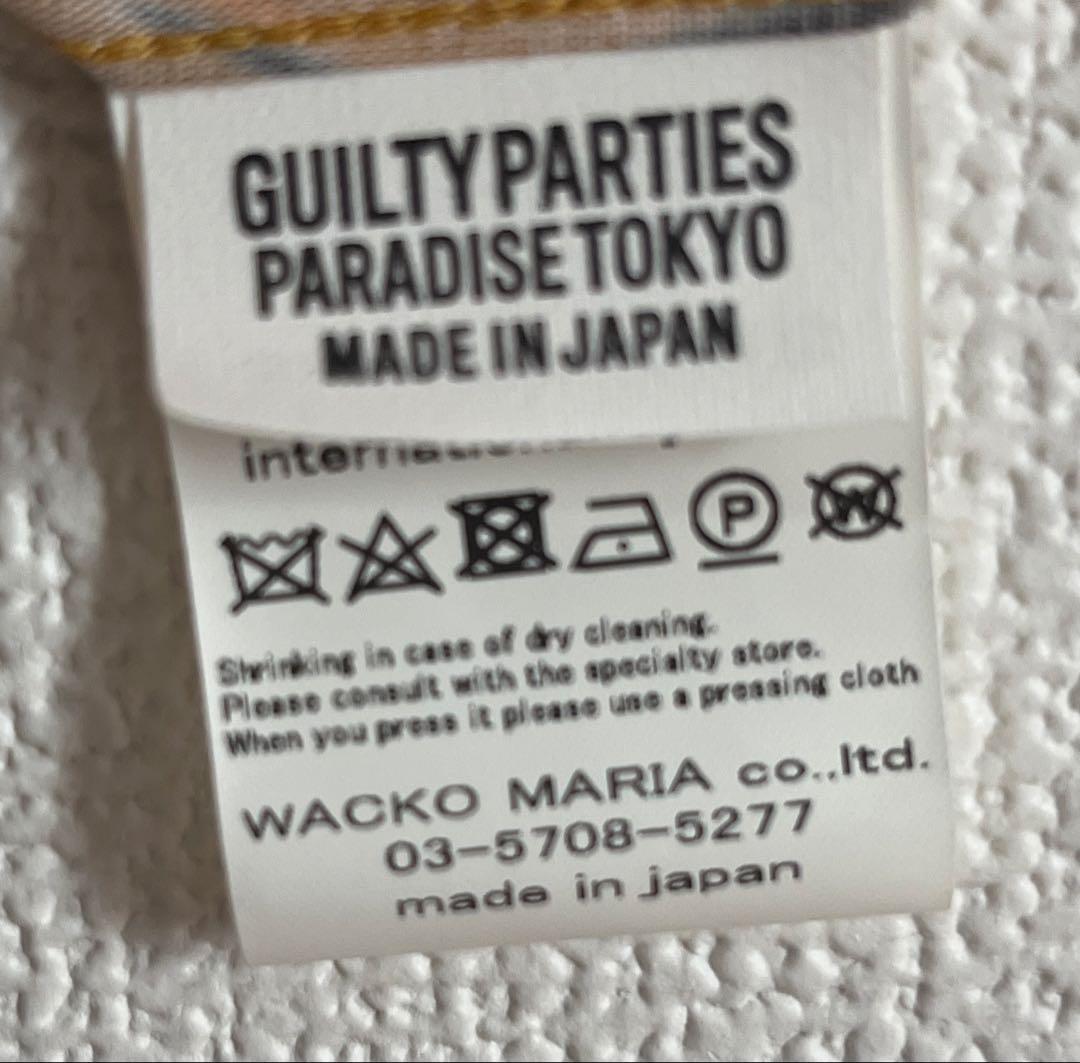 GUILTY PARTIES
PARADISE TOKYO
MADE IN JAPAN
P W
Shrinking in case of dry cleaning.
Please consult with the specialty store.
When you press it please use a pressing cloth
WACKO MARIA co.,ltd.
03-5708-5277
made in japan